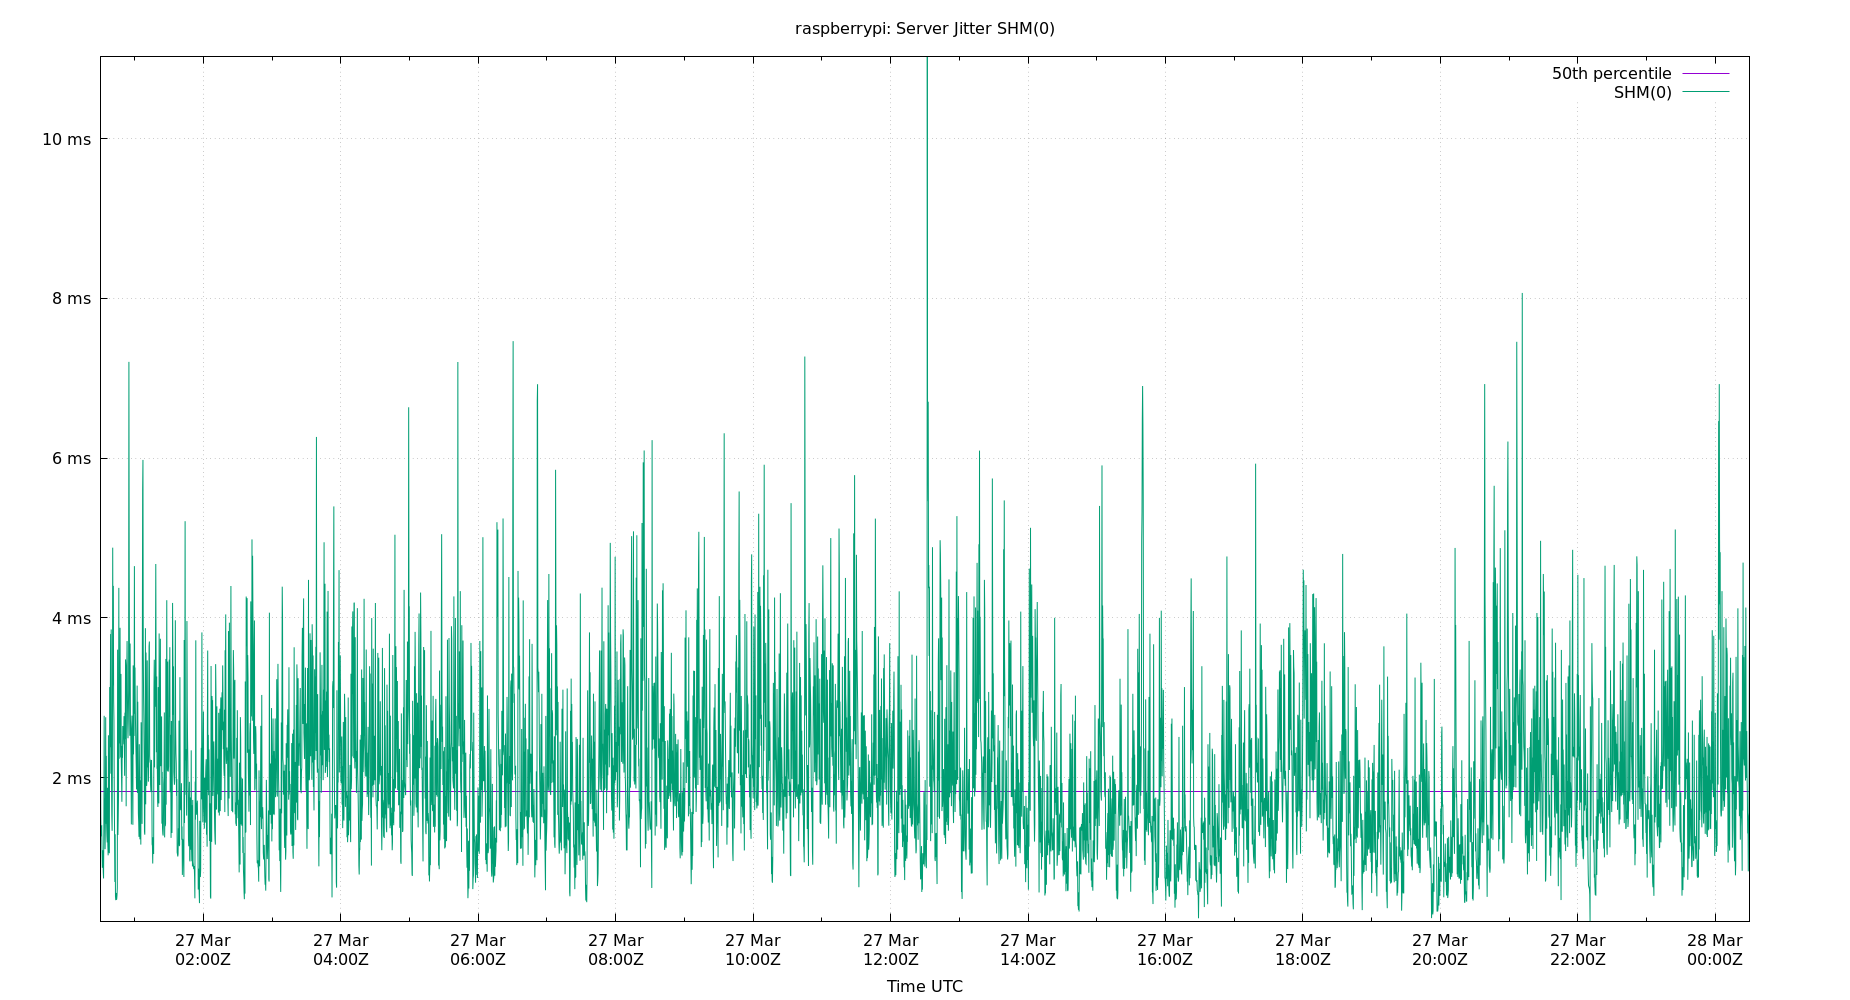 raspberrypi: Server Jitter SHM(0)
50th percentile
SHM(0)
10 ms
8 ms
6 ms
4 ms
2 ms
27 Mar 27 Mar 27 Mar 27 Mar 27 Mar 27 Mar 27 Mar 27 Mar 27 Mar 27 Mar 27 Mar 28 Mar
02:00Z 04:00Z 06:00Z 08:00Z 10:00Z 12:00Z 14:00Z 16:00Z 18:00Z 20:00Z 22:00Z 00:00Z
Time UTC